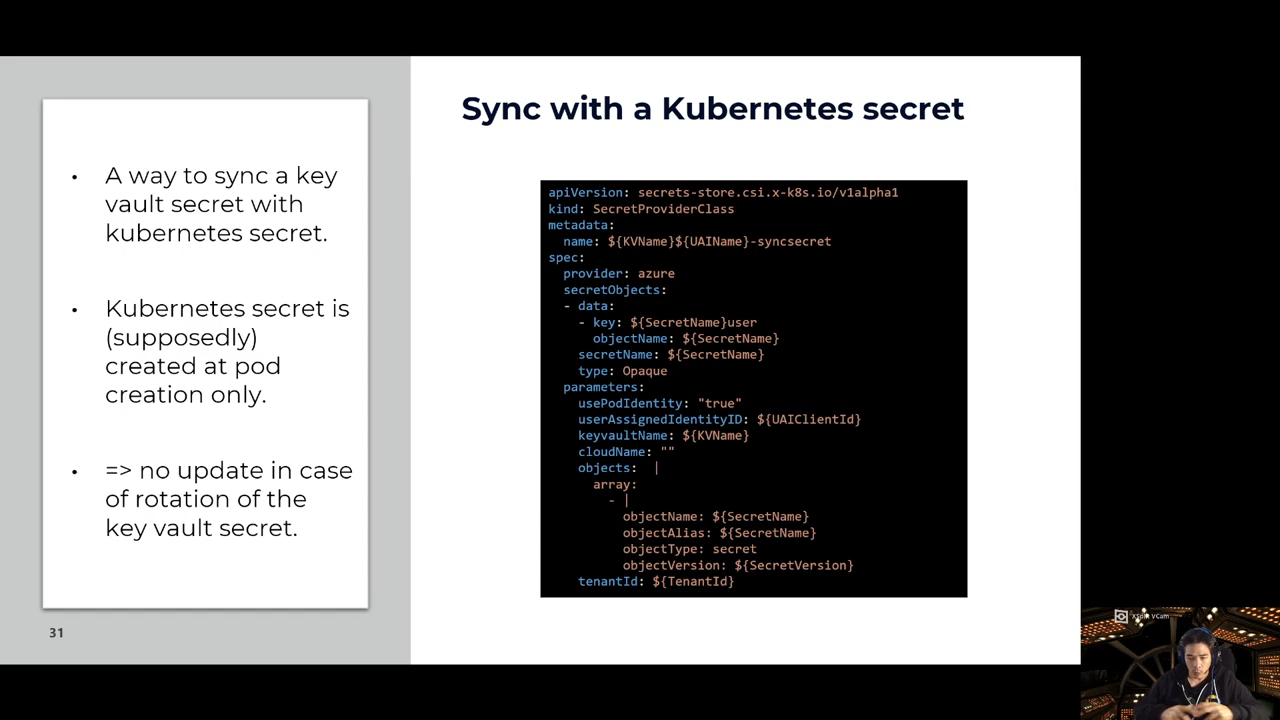 Sync with a Kubernetes secret
• A way to sync a key
vault secret with
kubernetes secret.
• Kubernetes secret is
(supposedly)
created at pod
creation only.
• => no update in case
of rotation of the
key vault secret.
apiVersion: secrets-store.csi.x-k8s.io/v1alpha1
kind: SecretProviderClass
metadata:
  name: ${KVName}${UAIName}-syncsecret
spec:
  provider: azure
  secretObjects:
  - data:
    - key: ${SecretName}user
      objectName: ${SecretName}
    secretName: ${SecretName}
    type: Opaque
  parameters:
    usePodIdentity: "true"
    userAssignedIdentityID: ${UAIClientId}
    keyvaultName: ${KVName}
    cloudName: ""
    objects:  |
      array:
        - |
          objectName: ${SecretName}
          objectAlias: ${SecretName}
          objectType: secret
          objectVersion: ${SecretVersion}
    tenantId: ${TenantId}
31
XSplit VCam